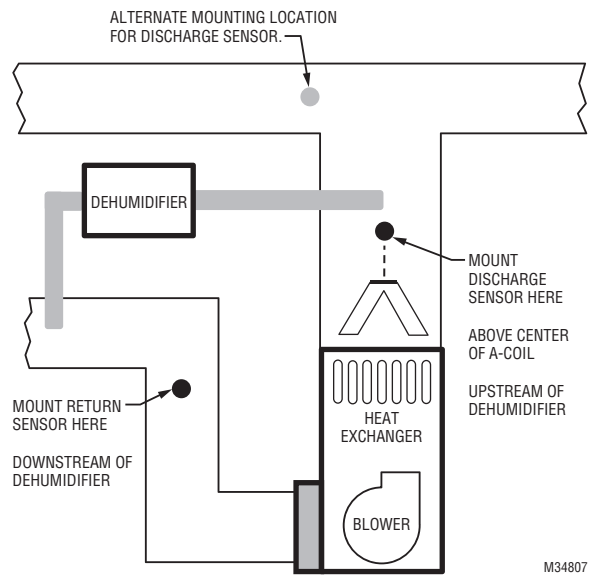 ALTERNATE MOUNTING LOCATION
FOR DISCHARGE SENSOR.
DEHUMIDIFIER
MOUNT
DISCHARGE
SENSOR HERE
ABOVE CENTER
OF A-COIL
UPSTREAM OF
DEHUMIDIFIER
MOUNT RETURN
SENSOR HERE
DOWNSTREAM OF
DEHUMIDIFIER
HEAT
EXCHANGER
BLOWER
M34807